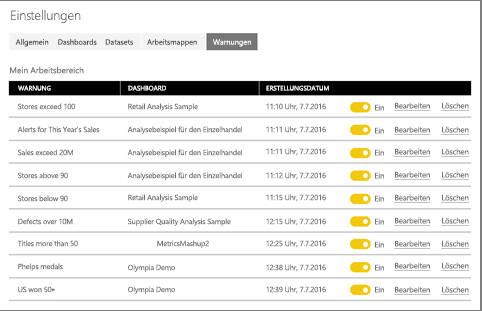 Einstellungen
Allgemein Dashboards Datasets Arbeitsmappen Warnungen
Mein Arbeitsbereich
WARNUNG DASHBOARD ERSTELLUNGSDATUM
Stores exceed 100 Retail Analysis Sample 11:10 Uhr, 7.7.2016 Ein Bearbeiten Löschen
Alerts for This Year's Sales Analysebeispiel für den Einzelhandel 11:11 Uhr, 7.7.2016 Ein Bearbeiten Löschen
Sales exceed 20M Analysebeispiel für den Einzelhandel 11:11 Uhr, 7.7.2016 Ein Bearbeiten Löschen
Stores above 90 Analysebeispiel für den Einzelhandel 11:12 Uhr, 7.7.2016 Ein Bearbeiten Löschen
Stores below 90 Retail Analysis Sample 11:15 Uhr, 7.7.2016 Ein Bearbeiten Löschen
Defects over 10M Supplier Quality Analysis Sample 12:15 Uhr, 7.7.2016 Ein Bearbeiten Löschen
Titles more than 50 MetricsMashup2 12:25 Uhr, 7.7.2016 Ein Bearbeiten Löschen
Phelps medals Olympia Demo 12:38 Uhr, 7.7.2016 Ein Bearbeiten Löschen
US won 50+ Olympia Demo 12:39 Uhr, 7.7.2016 Ein Bearbeiten Löschen